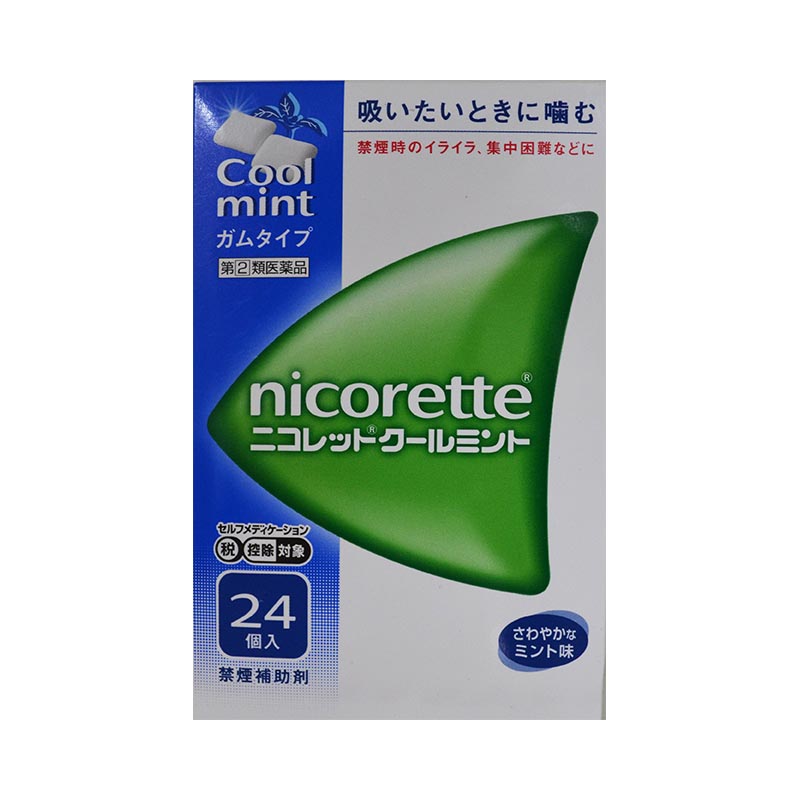 吸いたいときに噛む
禁煙時のイライラ、集中困難などに
Cool
mint
ガムタイプ
指②類医薬品
nicorette®
ニコレット®クールミント
セルフメディケーション
税 控除 対象
24
個入
禁煙補助剤
さわやかな
ミント味